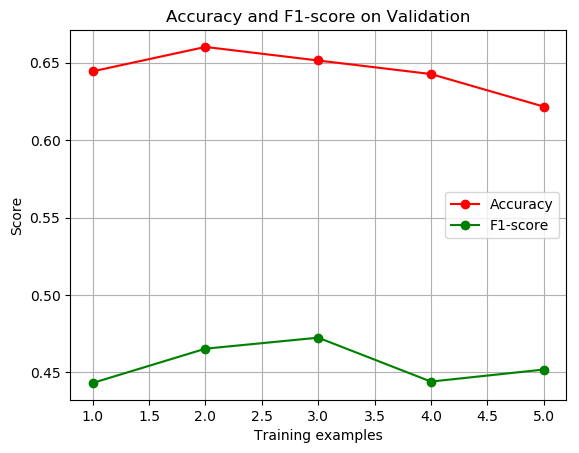 Accuracy and F1-score on Validation
Score
0.65
0.60
0.55
0.50
0.45
Accuracy
F1-score
1.0 1.5 2.0 2.5 3.0 3.5 4.0 4.5 5.0
Training examples